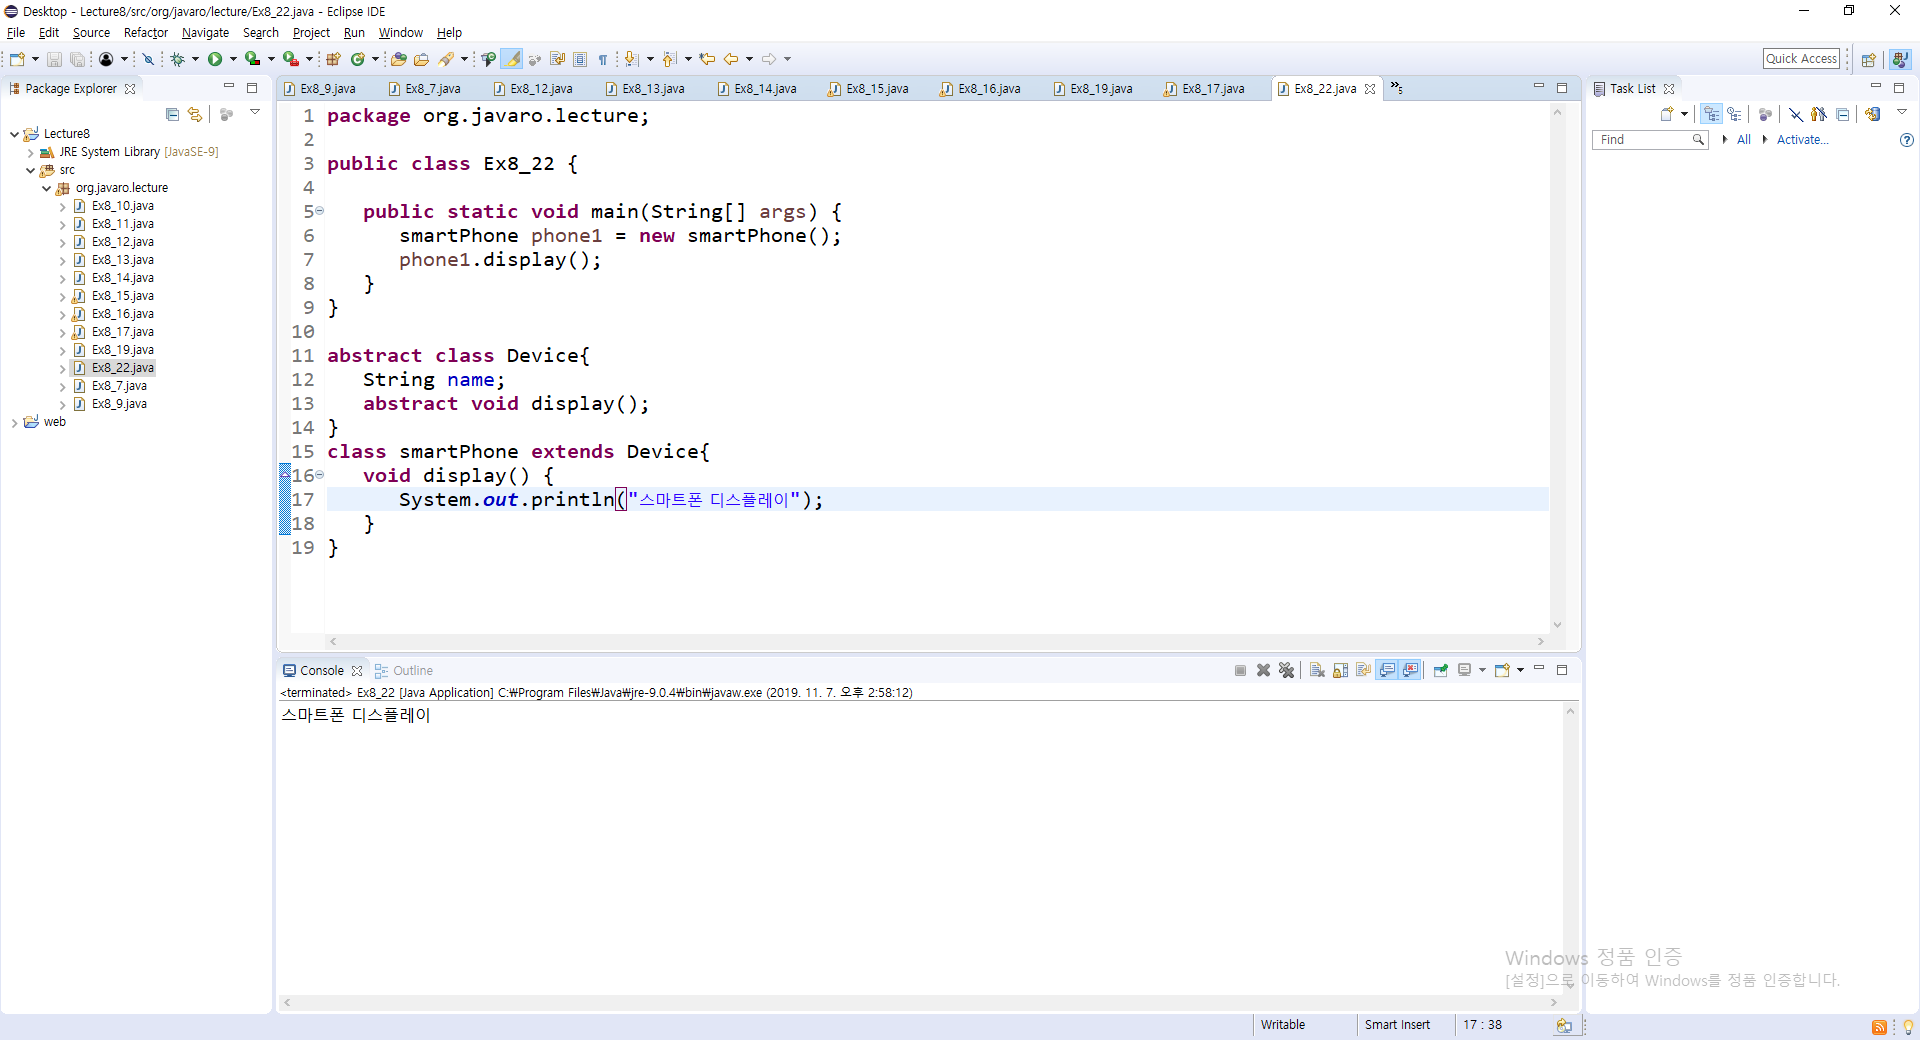 Desktop - Lecture8/src/org/javaro/lecture/Ex8_22.java - Eclipse IDE
File Edit Source Refactor Navigate Search Project Run Window Help
Quick Access
Package Explorer
Lecture8
JRE System Library [JavaSE-9]
src
org.javaro.lecture
Ex8_10.java
Ex8_11.java
Ex8_12.java
Ex8_13.java
Ex8_14.java
Ex8_15.java
Ex8_16.java
Ex8_17.java
Ex8_19.java
Ex8_22.java
Ex8_7.java
Ex8_9.java
web
Ex8_9.java Ex8_7.java Ex8_12.java Ex8_13.java Ex8_14.java Ex8_15.java Ex8_16.java Ex8_19.java Ex8_17.java Ex8_22.java »5
1 package org.javaro.lecture;
2
3 public class Ex8_22 {
4
5 public static void main(String[] args) {
6 smartPhone phone1 = new smartPhone();
7 phone1.display();
8 }
9 }
10
11 abstract class Device{
12 String name;
13 abstract void display();
14 }
15 class smartPhone extends Device{
16 void display() {
17 System.out.println("스마트폰 디스플레이");
18 }
19 }
Task List
Find All Activate...
Console Outline
<terminated> Ex8_22 [Java Application] C:₩Program Files₩Java₩jre-9.0.4₩bin₩javaw.exe (2019. 11. 7. 오후 2:58:12)
스마트폰 디스플레이
Windows 정품 인증
[설정]으로 이동하여 Windows를 정품 인증합니다.
Writable Smart Insert 17 : 38